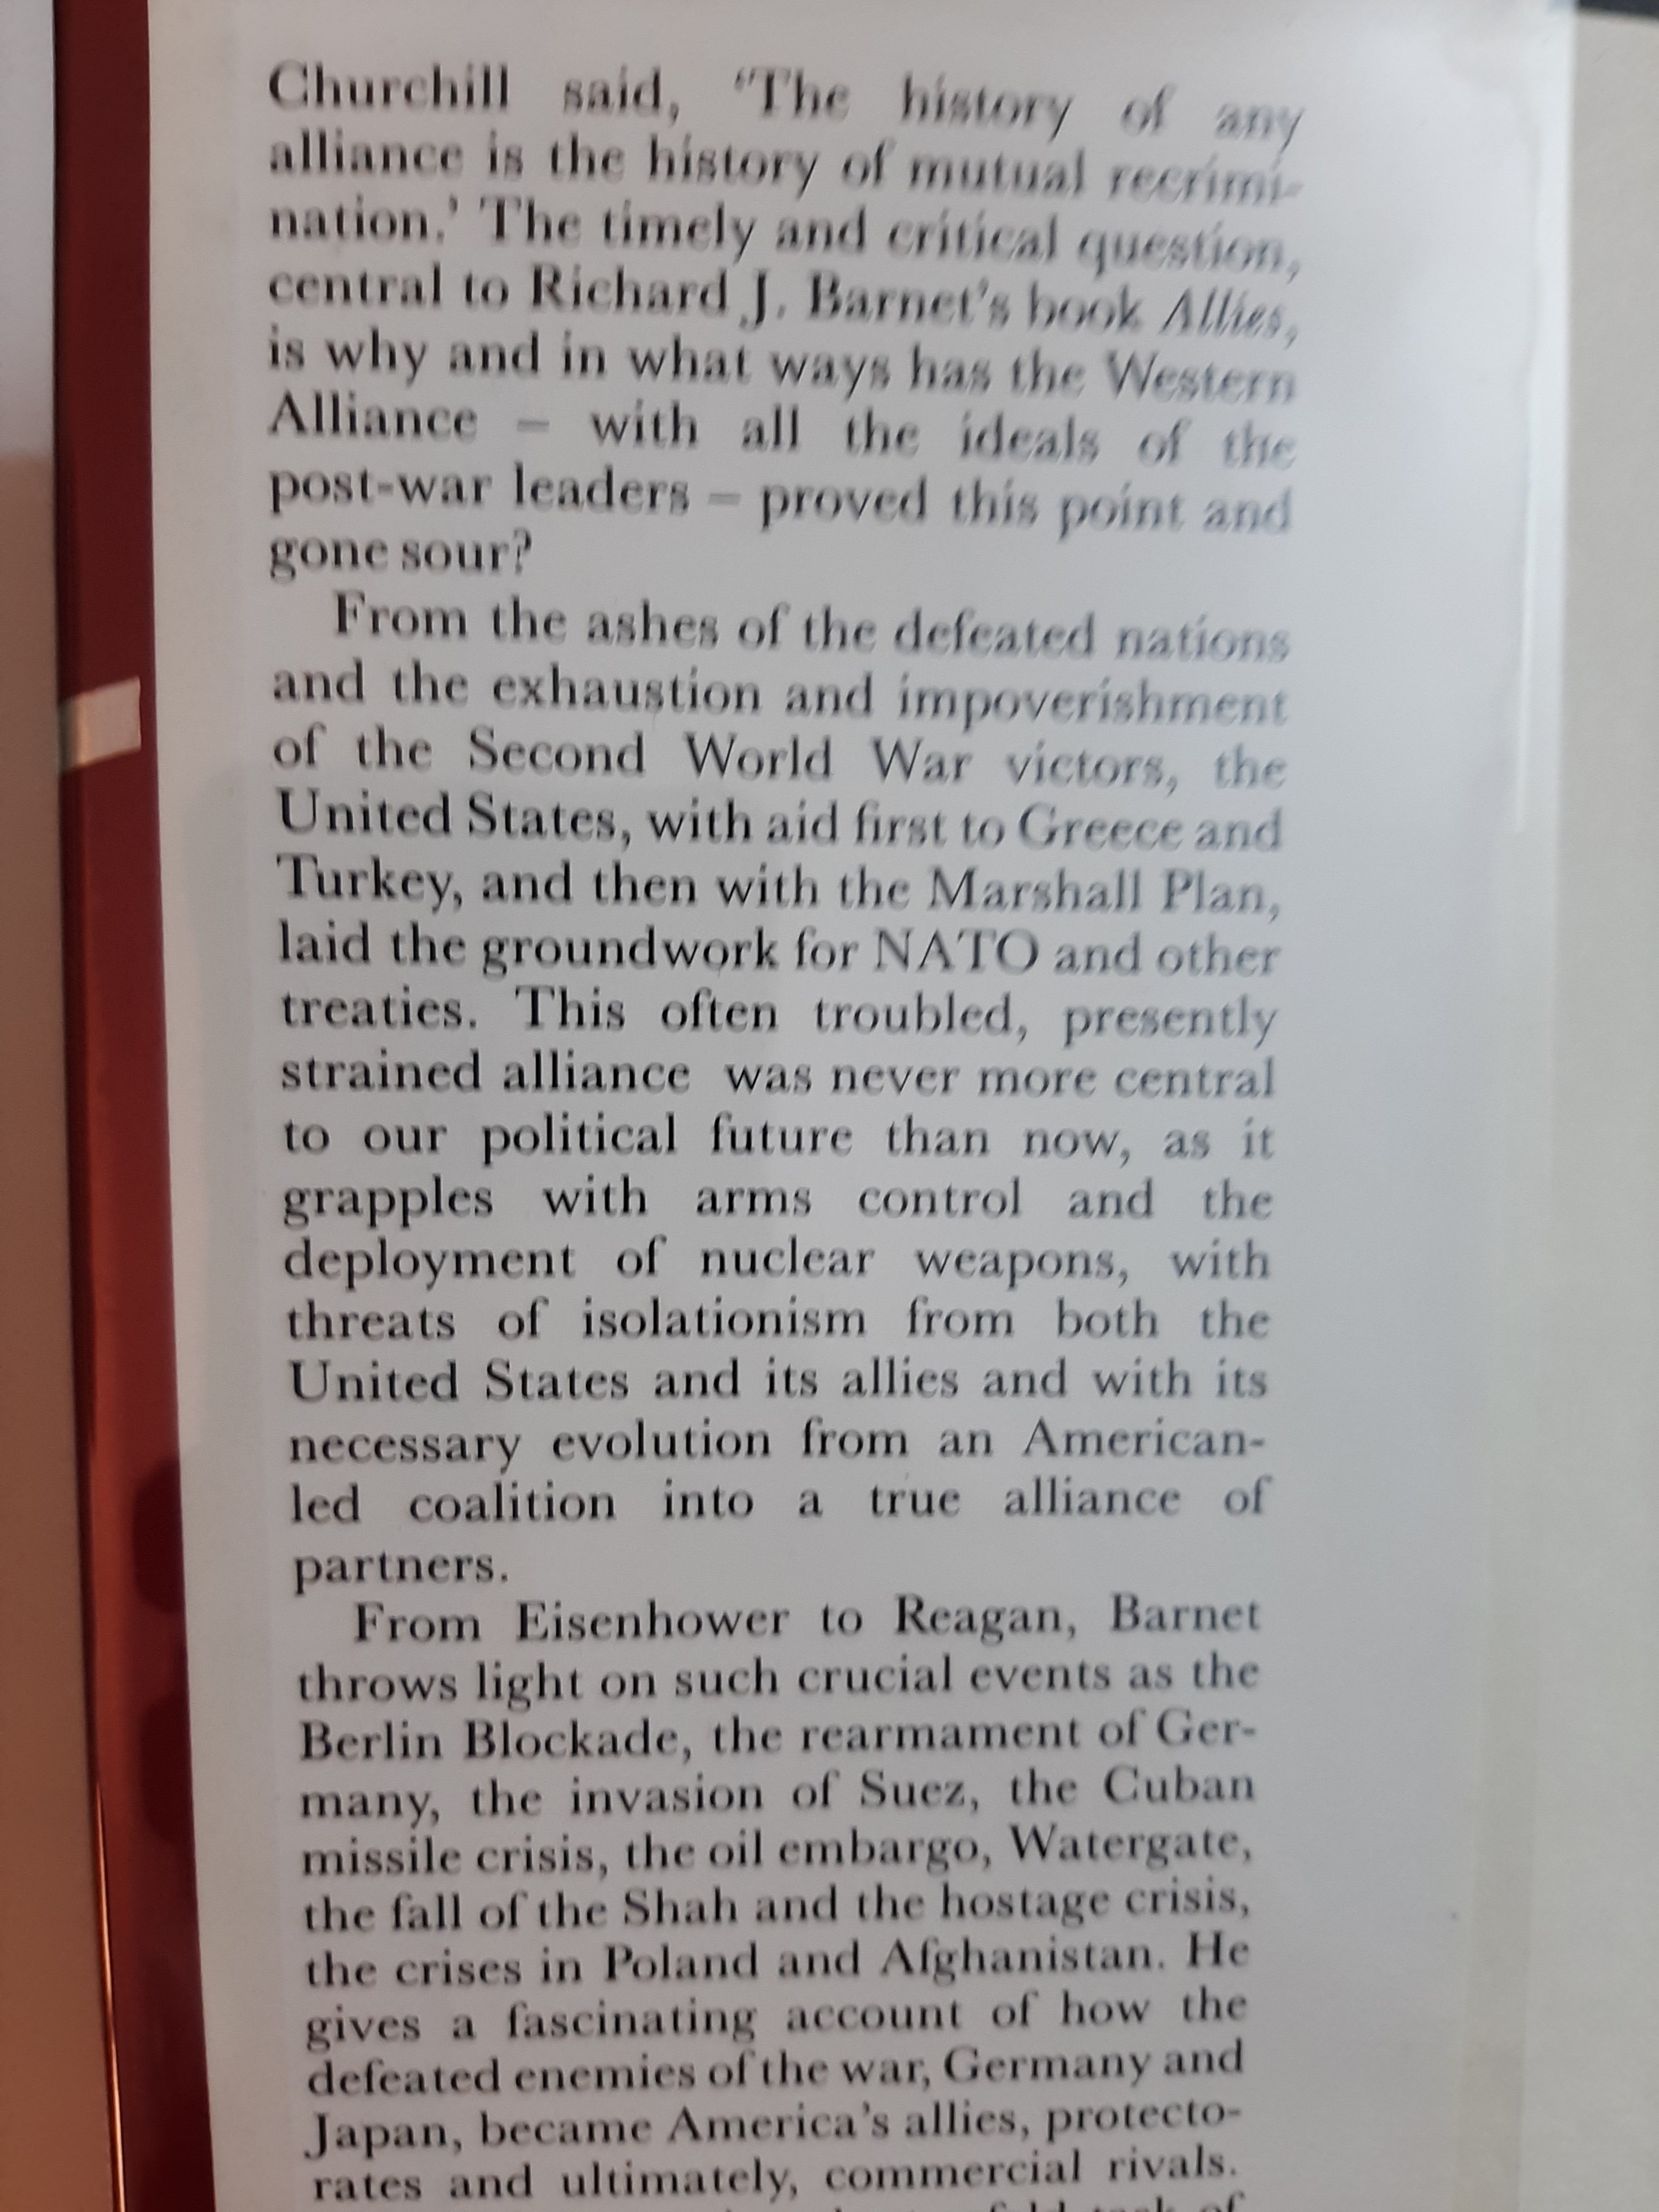 Churchill said, 'The history of any
alliance is the history of mutual recrimi-
nation.' The timely and critical question,
central to Richard J. Barnet's book Allies,
is why and in what ways has the Western
Alliance – with all the ideals of the
post-war leaders – proved this point and
gone sour?
From the ashes of the defeated nations
and the exhaustion and impoverishment
of the Second World War victors, the
United States, with aid first to Greece and
Turkey, and then with the Marshall Plan,
laid the groundwork for NATO and other
treaties. This often troubled, presently
strained alliance was never more central
to our political future than now, as it
grapples with arms control and the
deployment of nuclear weapons, with
threats of isolationism from both the
United States and its allies and with its
necessary evolution from an American-
led coalition into a true alliance of
partners.
From Eisenhower to Reagan, Barnet
throws light on such crucial events as the
Berlin Blockade, the rearmament of Ger-
many, the invasion of Suez, the Cuban
missile crisis, the oil embargo, Watergate,
the fall of the Shah and the hostage crisis,
the crises in Poland and Afghanistan. He
gives a fascinating account of how the
defeated enemies of the war, Germany and
Japan, became America's allies, protecto-
rates and ultimately, commercial rivals.
task of